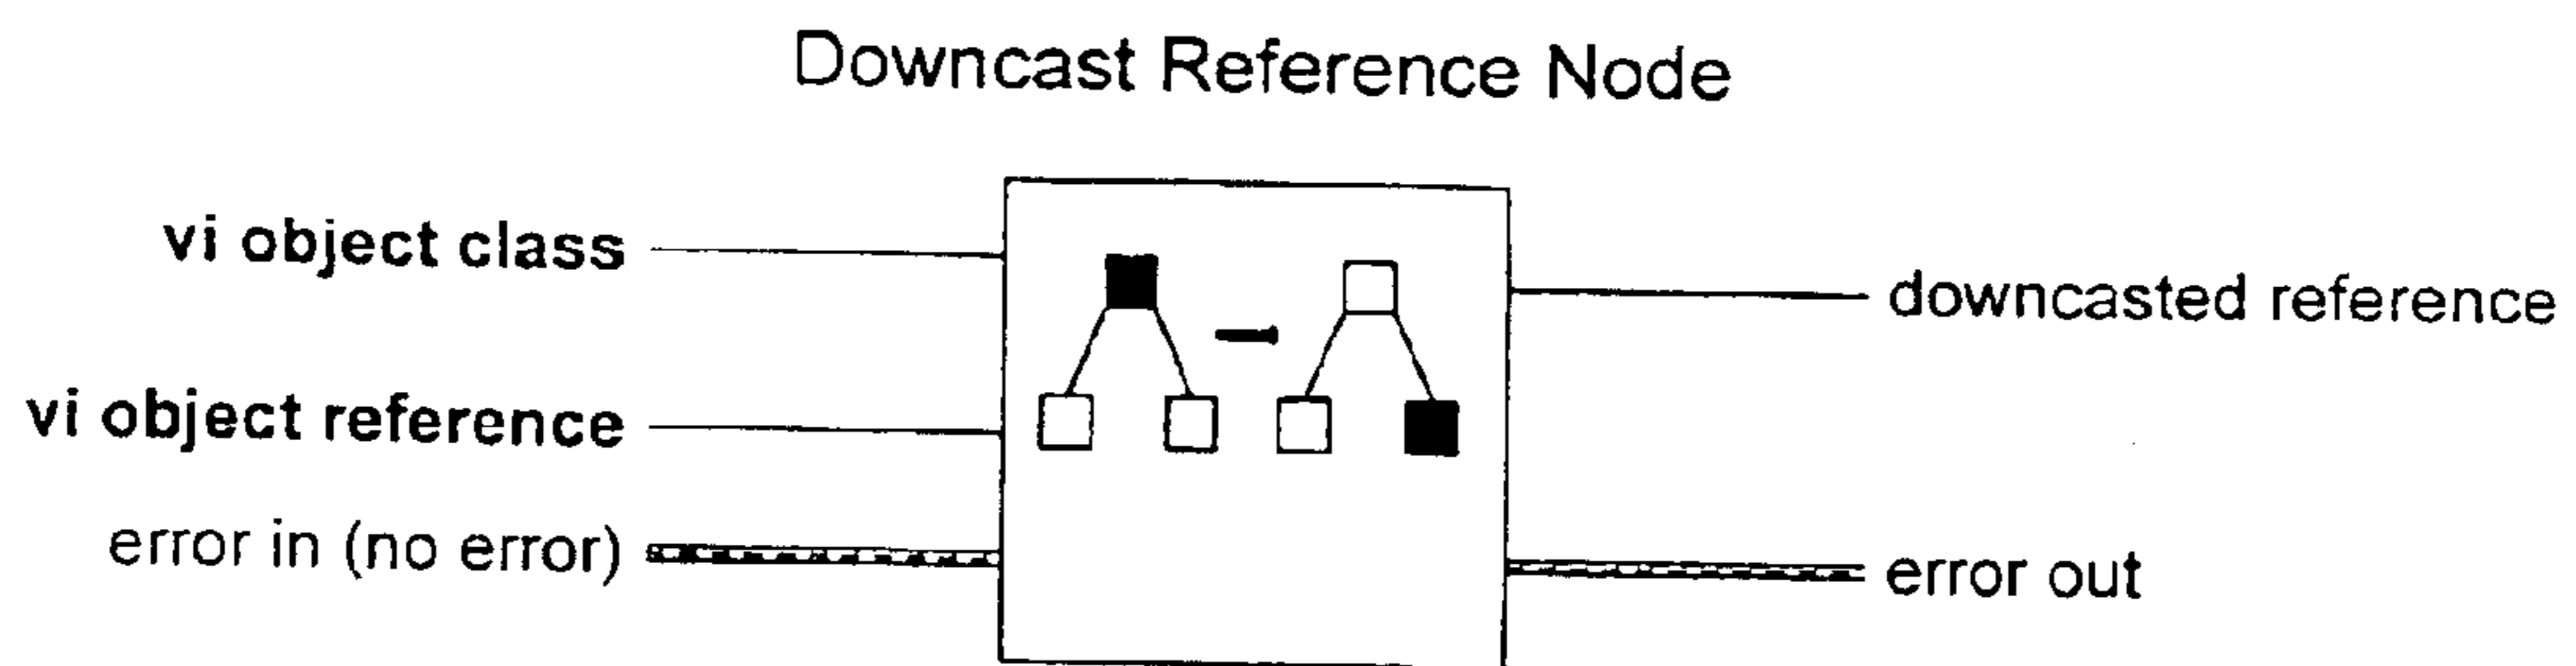 Downcast Reference Node
vi object class
downcasted reference
vi object reference
error in (no error)
error out